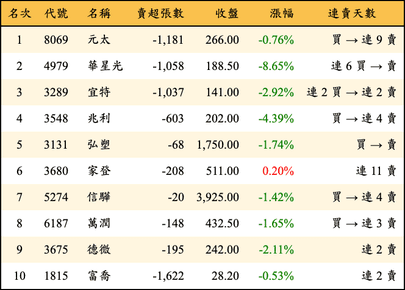 名次 代號 名稱 賣超張數 收盤 漲幅 連賣天數
1 8069 元太 -1,181 266.00 -0.76% 買→連 9 賣
2 4979 華星光 -1,058 188.50 -8.65% 連 6 買→賣
3 3289 宜特 -1,037 141.00 -2.92% 連 2 買→連 2 賣
4 3548 兆利 -603 202.00 -4.39% 買→連 4 賣
5 3131 弘塑 -68 1,750.00 -1.74% 買→賣
6 3680 家登 -208 511.00 0.20% 連 11 賣
7 5274 信驊 -20 3,925.00 -1.42% 買→連 4 賣
8 6187 萬潤 -148 432.50 -1.65% 買→連 3 賣
9 3675 德微 -195 242.00 -2.11% 連 2 賣
10 1815 富喬 -1,622 28.20 -0.53% 連 2 賣